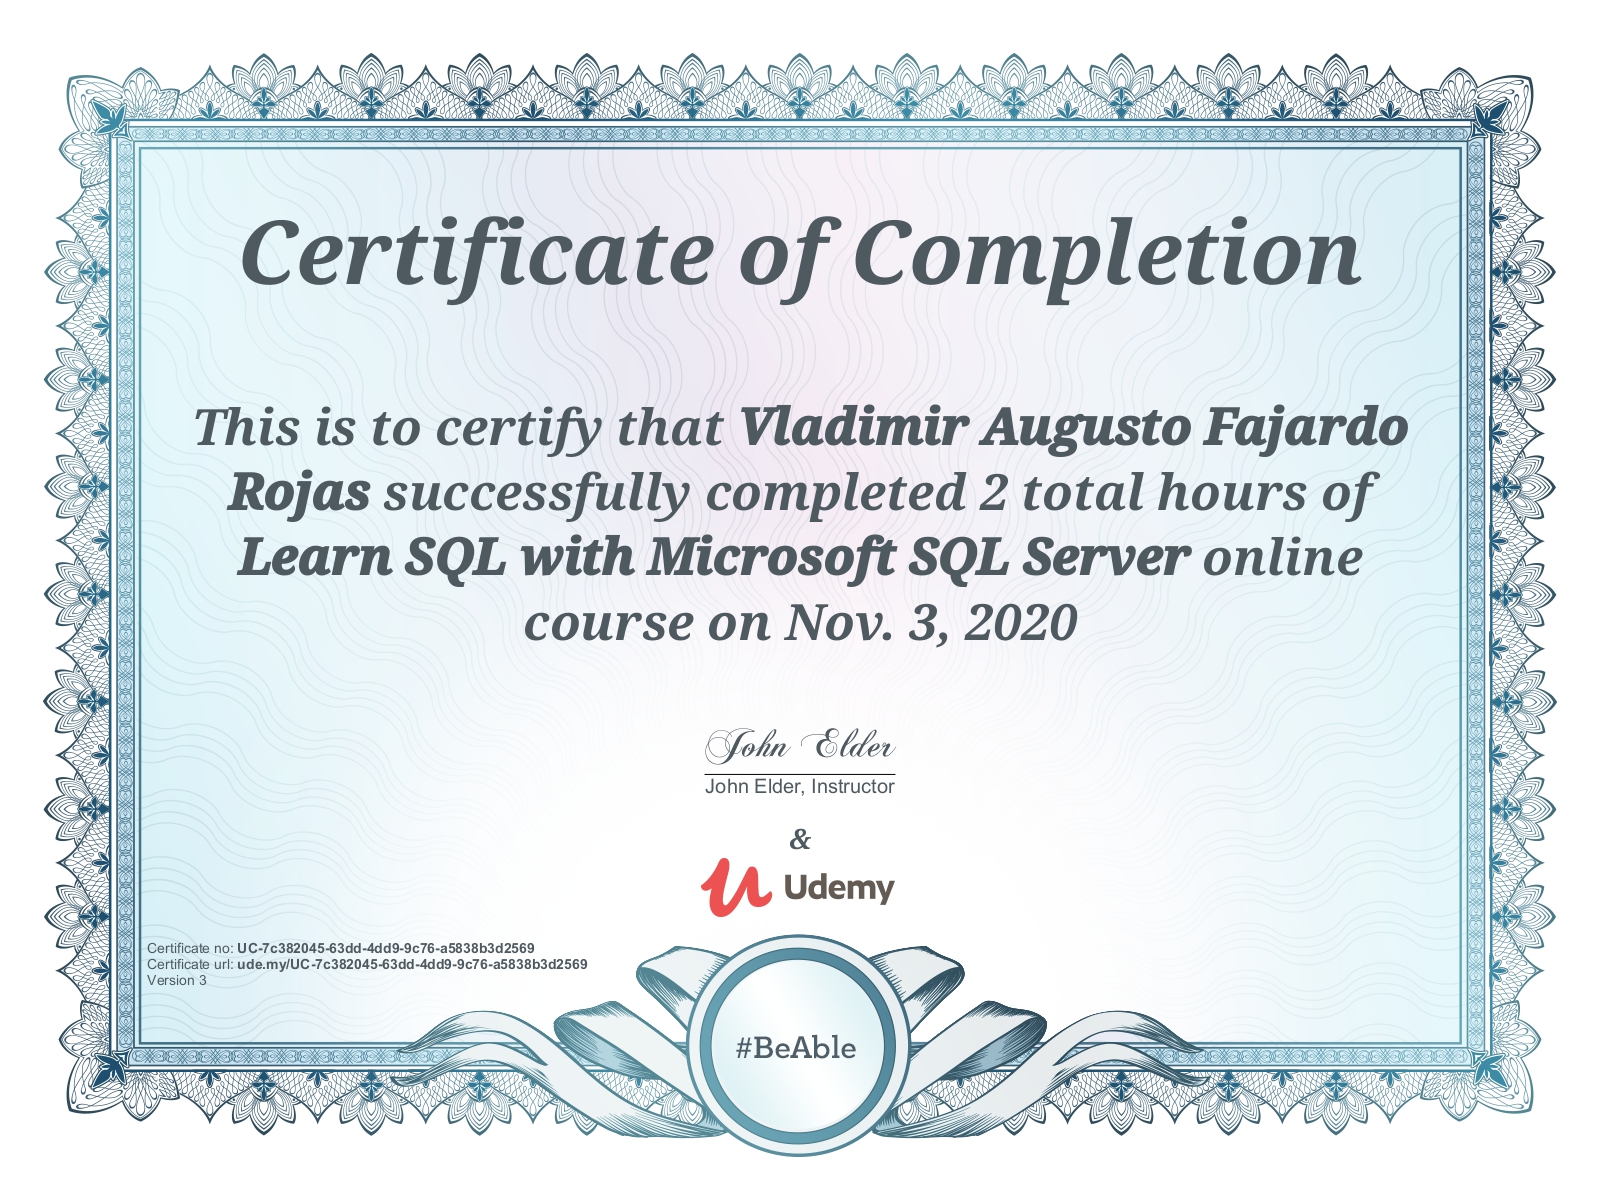 Certificate of Completion
This is to certify that Vladimir Augusto Fajardo
Rojas successfully completed 2 total hours of
Learn SQL with Microsoft SQL Server online
course on Nov. 3, 2020
John Elder
John Elder, Instructor
&
Udemy
Certificate no: UC-7c382045-63dd-4dd9-9c76-a5838b3d2569
Certificate url: ude.my/UC-7c382045-63dd-4dd9-9c76-a5838b3d2569
Version 3
#BeAble